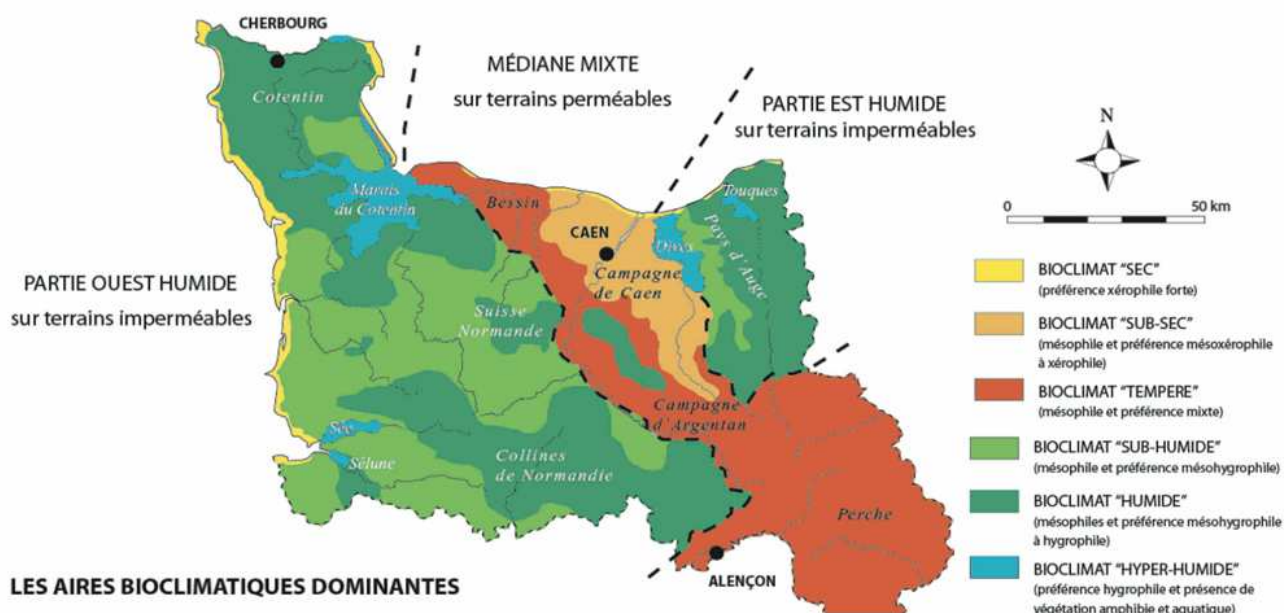 CHERBOURG
Cotentin
MÉDIANE MIXTE
sur terrains perméables
PARTIE EST HUMIDE
sur terrains imperméables
N
0 50 km
Marais
du Cotentin
Bessin
Touques
CAEN
Dives
Pays d'Auge
Campagne
de Caen
PARTIE OUEST HUMIDE
sur terrains imperméables
Suisse
Normande
Campagne
d'Argentan
Sée
Sélune
Collines
de Normandie
Perche
ALENÇON
LES AIRES BIOCLIMATIQUES DOMINANTES
BIOCLIMAT "SEC"
(préférence xérophile forte)
BIOCLIMAT "SUB-SEC"
(mésophile et préférence mésoxérophile
à xérophile)
BIOCLIMAT "TEMPERE"
(mésophile et préférence mixte)
BIOCLIMAT "SUB-HUMIDE"
(mésophile et préférence mésohygrophile)
BIOCLIMAT "HUMIDE"
(mésophiles et préférence mésohygrophile
à hygrophile)
BIOCLIMAT "HYPER-HUMIDE"
(préférence hygrophile et présence de
végétation amphibie et aquatique)